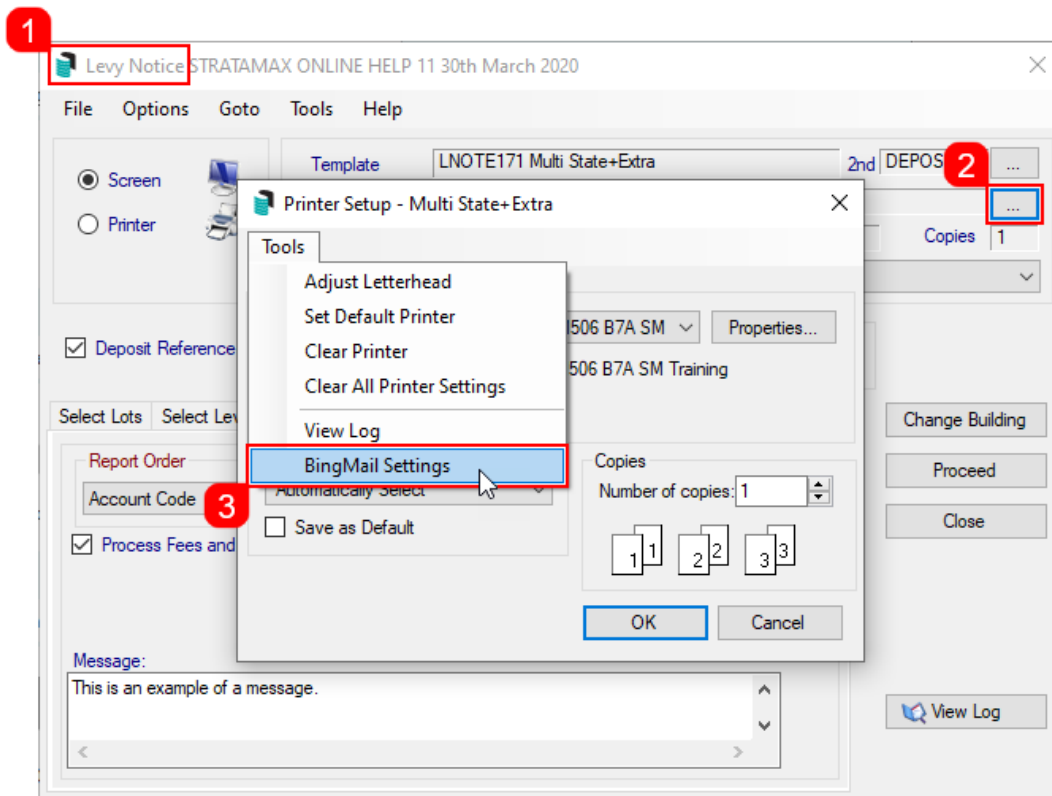 1
Levy Notice STRATAMAX ONLINE HELP 11 30th March 2020
File Options Goto Tools Help
Screen
Printer
Template LNOTE171 Multi State+Extra 2nd DEPOS ...
2
...
Copies 1
Printer Setup - Multi State+Extra
Tools
Adjust Letterhead
Set Default Printer
Clear Printer
Clear All Printer Settings
View Log
BingMail Settings
506 B7A SM Properties...
506 B7A SM Training
Automatically Select
Save as Default
Copies
Number of copies: 1
1 1 2 2 3 3
OK Cancel
Deposit Reference
Select Lots Select Lev
Report Order
Account Code
3
Process Fees and
Change Building
Proceed
Close
Message:
This is an example of a message.
View Log